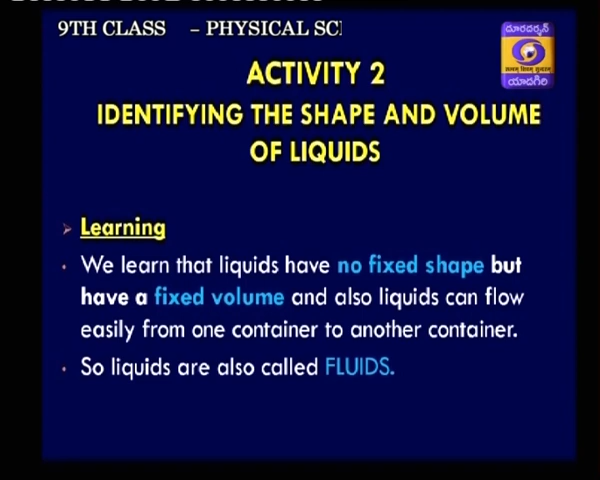 9TH CLASS – PHYSICAL SCI
దూరదర్శన్
యాదగిరి
ACTIVITY 2
IDENTIFYING THE SHAPE AND VOLUME
OF LIQUIDS
Learning
We learn that liquids have no fixed shape but
have a fixed volume and also liquids can flow
easily from one container to another container.
So liquids are also called FLUIDS.